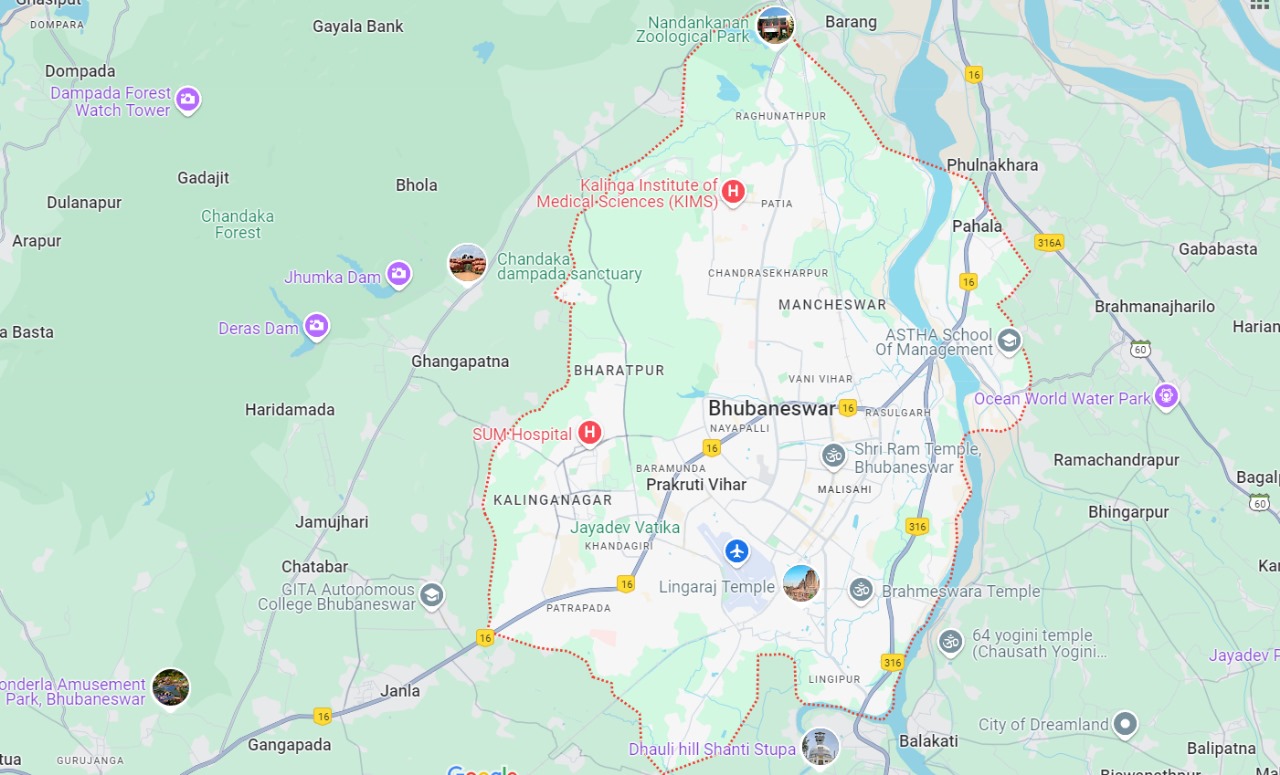 DOMPARA
Gayala Bank
Nandankanan
Zoological Park
Barang
Dompada
Dampada Forest
Watch Tower
16
RAGHUNATHPUR
Phulnakhara
Gadajit
Bhola
Kalinga Institute of
Medical Sciences (KIMS)
H
PATIA
Dulanapur
Chandaka
Forest
Pahala
Arapur
316A
Gababasta
Chandaka
dampada sanctuary
Jhumka Dam
CHANDRASEKHARPUR
16
MANCHESWAR
Brahmanajharilo
Deras Dam
a Basta
Harian
ASTHA School
Of Management
60
Ghangapatna
BHARATPUR
VANI VIHAR
Ocean World Water Park
Haridamada
Bhubaneswar
16
RASULGARH
NAYAPALLI
SUM Hospital
H
16
Shri Ram Temple,
Bhubaneswar
Ramachandrapur
BARAMUNDA
Prakruti Vihar
MALISAHI
Bagal
60
KALINGANAGAR
Bhingarpur
Jamujhari
Jayadev Vatika
316
KHANDAGIRI
Chatabar
Kar
GITA Autonomous
College Bhubaneswar
16
Lingaraj Temple
Brahmeswara Temple
PATRAPADA
16
64 yogini temple
(Chausath Yogini...
Jayadev P
316
onderla Amusement
Park, Bhubaneswar
Janla
LINGIPUR
16
City of Dreamland
Gangapada
Dhauli hill Shanti Stupa
Balakati
Balipatna
tua
GURUJANGA
Google
Biswanathpur
Ma